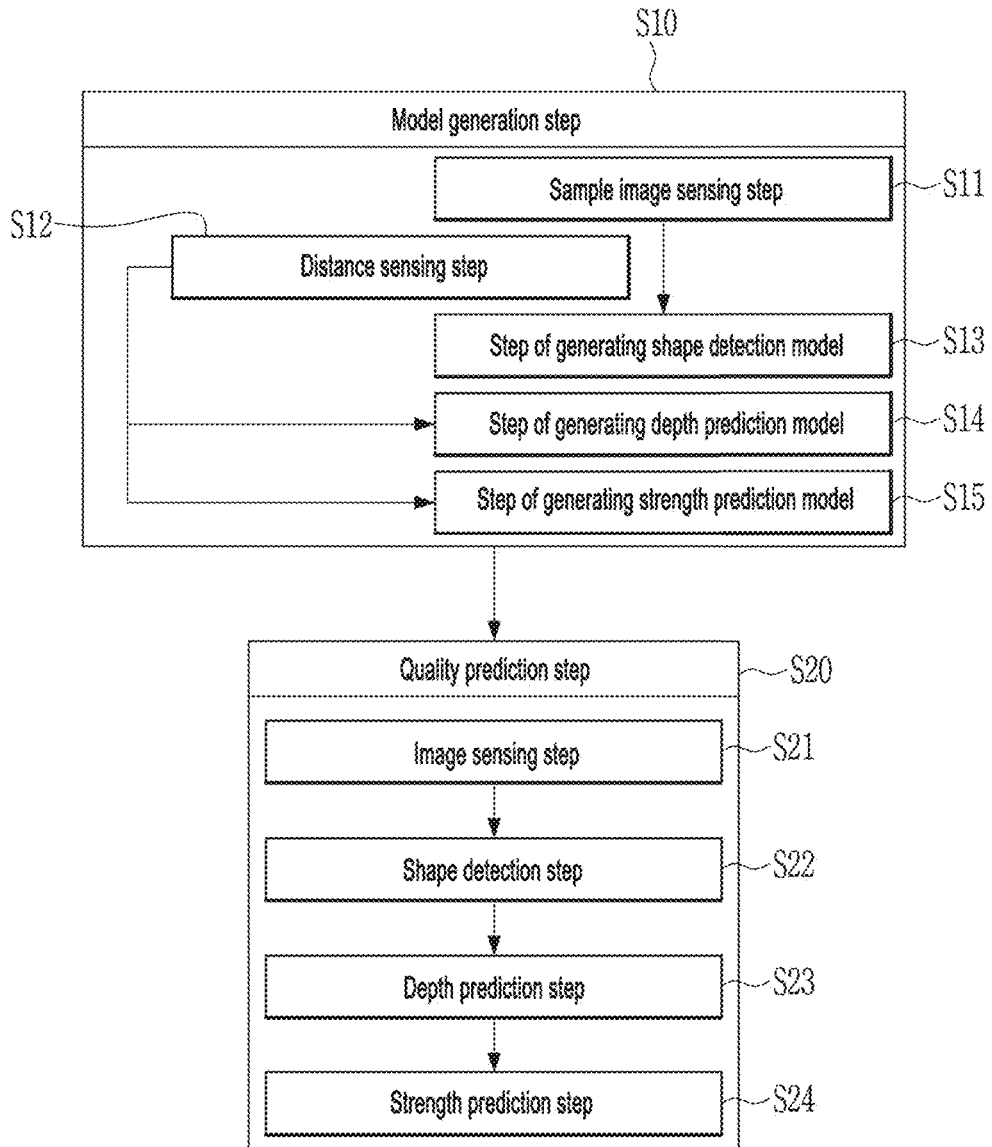 S10
Model generation step
Sample image sensing step
S11
S12
Distance sensing step
Step of generating shape detection model
S13
Step of generating depth prediction model
S14
Step of generating strength prediction model
S15
Quality prediction step
S20
Image sensing step
S21
Shape detection step
S22
Depth prediction step
S23
Strength prediction step
S24